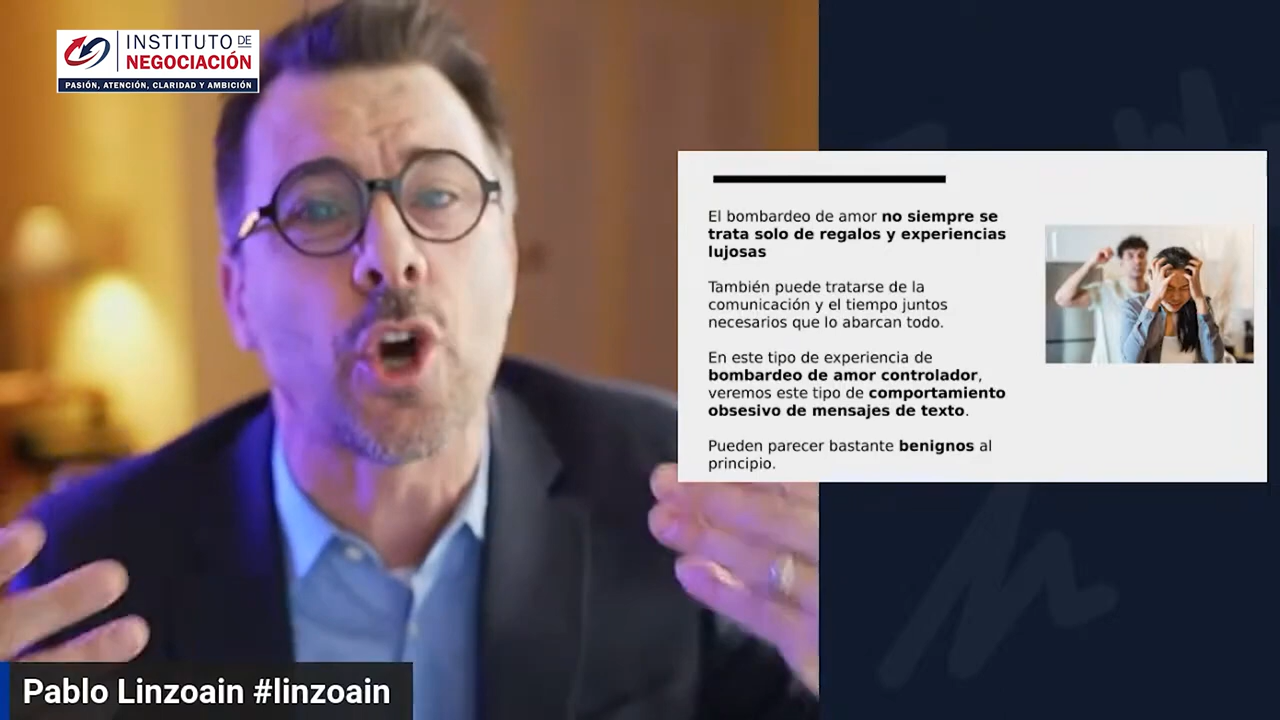 INSTITUTO DE
NEGOCIACIÓN
PASIÓN, ATENCIÓN, CLARIDAD Y AMBICIÓN
El bombardeo de amor no siempre se
trata solo de regalos y experiencias
lujosas
También puede tratarse de la
comunicación y el tiempo juntos
necesarios que lo abarcan todo.
En este tipo de experiencia de
bombardeo de amor controlador,
veremos este tipo de comportamiento
obsesivo de mensajes de texto.
Pueden parecer bastante benignos al
principio.
Pablo Linzoain #linzoain